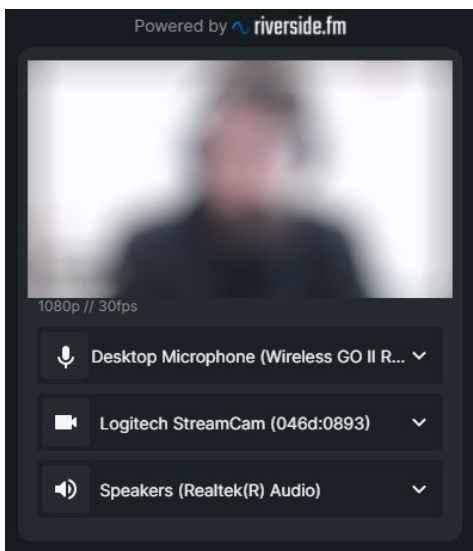 Powered by riverside.fm
1080p // 30fps
Desktop Microphone (Wireless GO II R...
Logitech StreamCam (046d:0893)
Speakers (Realtek(R) Audio)